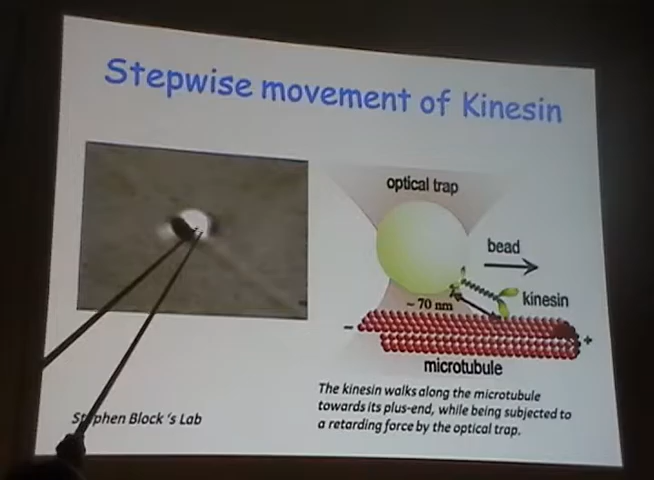 Stepwise movement of Kinesin
optical trap
bead
kinesin
~ 70 nm
–
+
microtubule
The kinesin walks along the microtubule
towards its plus-end, while being subjected to
a retarding force by the optical trap.
Stephen Block 's Lab